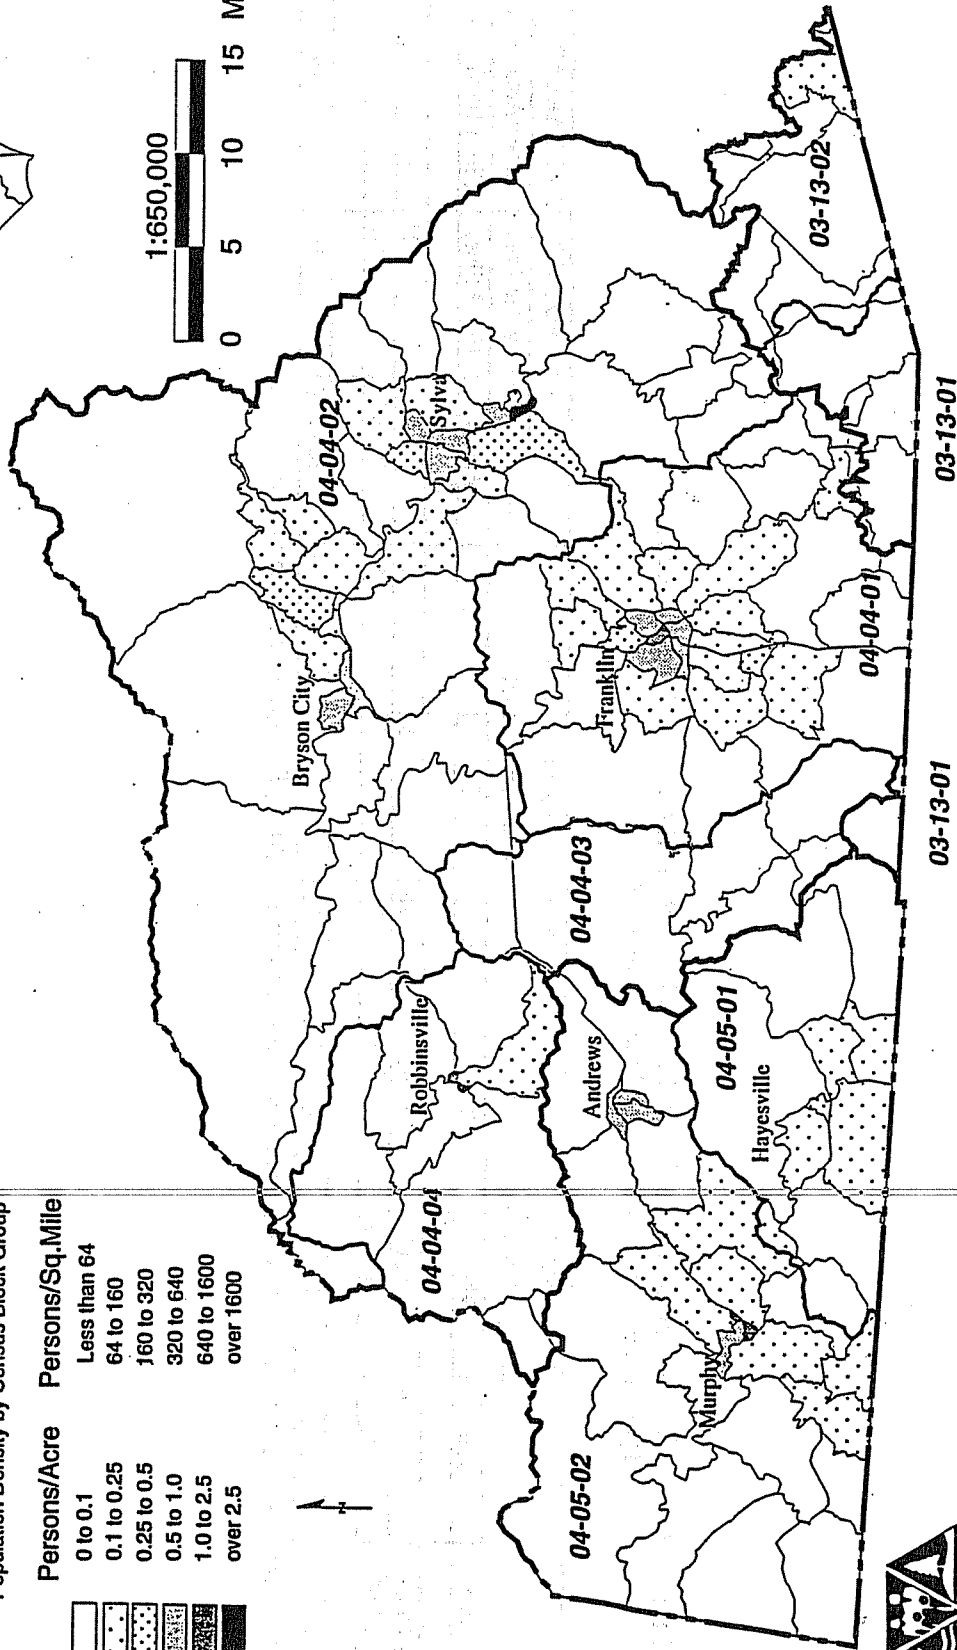 Population Density by Census Block Group
Persons/Acre Persons/Sq.Mile
0 to 0.1 Less than 64
0.1 to 0.25 64 to 160
0.25 to 0.5 160 to 320
0.5 to 1.0 320 to 640
1.0 to 2.5 640 to 1600
over 2.5 over 1600
1:650,000
0 5 10 15 M
04-04-02
Bryson City
Sylva
Robbinsville
04-04-04
04-04-03
Franklin
Andrews
04-05-02
Murphy
04-05-01
Hayesville
04-04-01
03-13-02
03-13-01
03-13-01